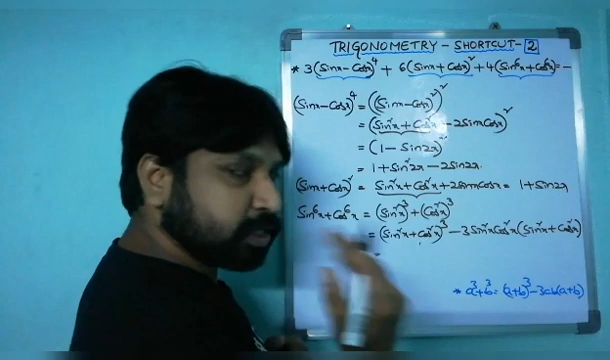 TRIGONOMETRY - SHORTCUT - 2
* 3(Sinx - Cosx)⁴ + 6(Sinx + Cosx)² + 4(Sin⁶x + Cos⁶x) = -
(Sinx - Cosx)⁴ = ((Sinx - Cosx)²)²
= (Sin²x + Cos²x - 2SinxCosx)²
= (1 - Sin2x)²
= 1 + Sin²2x - 2Sin2x.
(Sinx + Cosx)² = Sin²x + Cos²x + 2SinxCosx = 1 + Sin2x
Sin⁶x + Cos⁶x = (Sin²x)³ + (Cos²x)³
= (Sin²x + Cos²x)³ - 3Sin²xCos²x(Sin²x + Cos²x)
=
* a³ + b³ = (a+b)³ - 3ab(a+b)